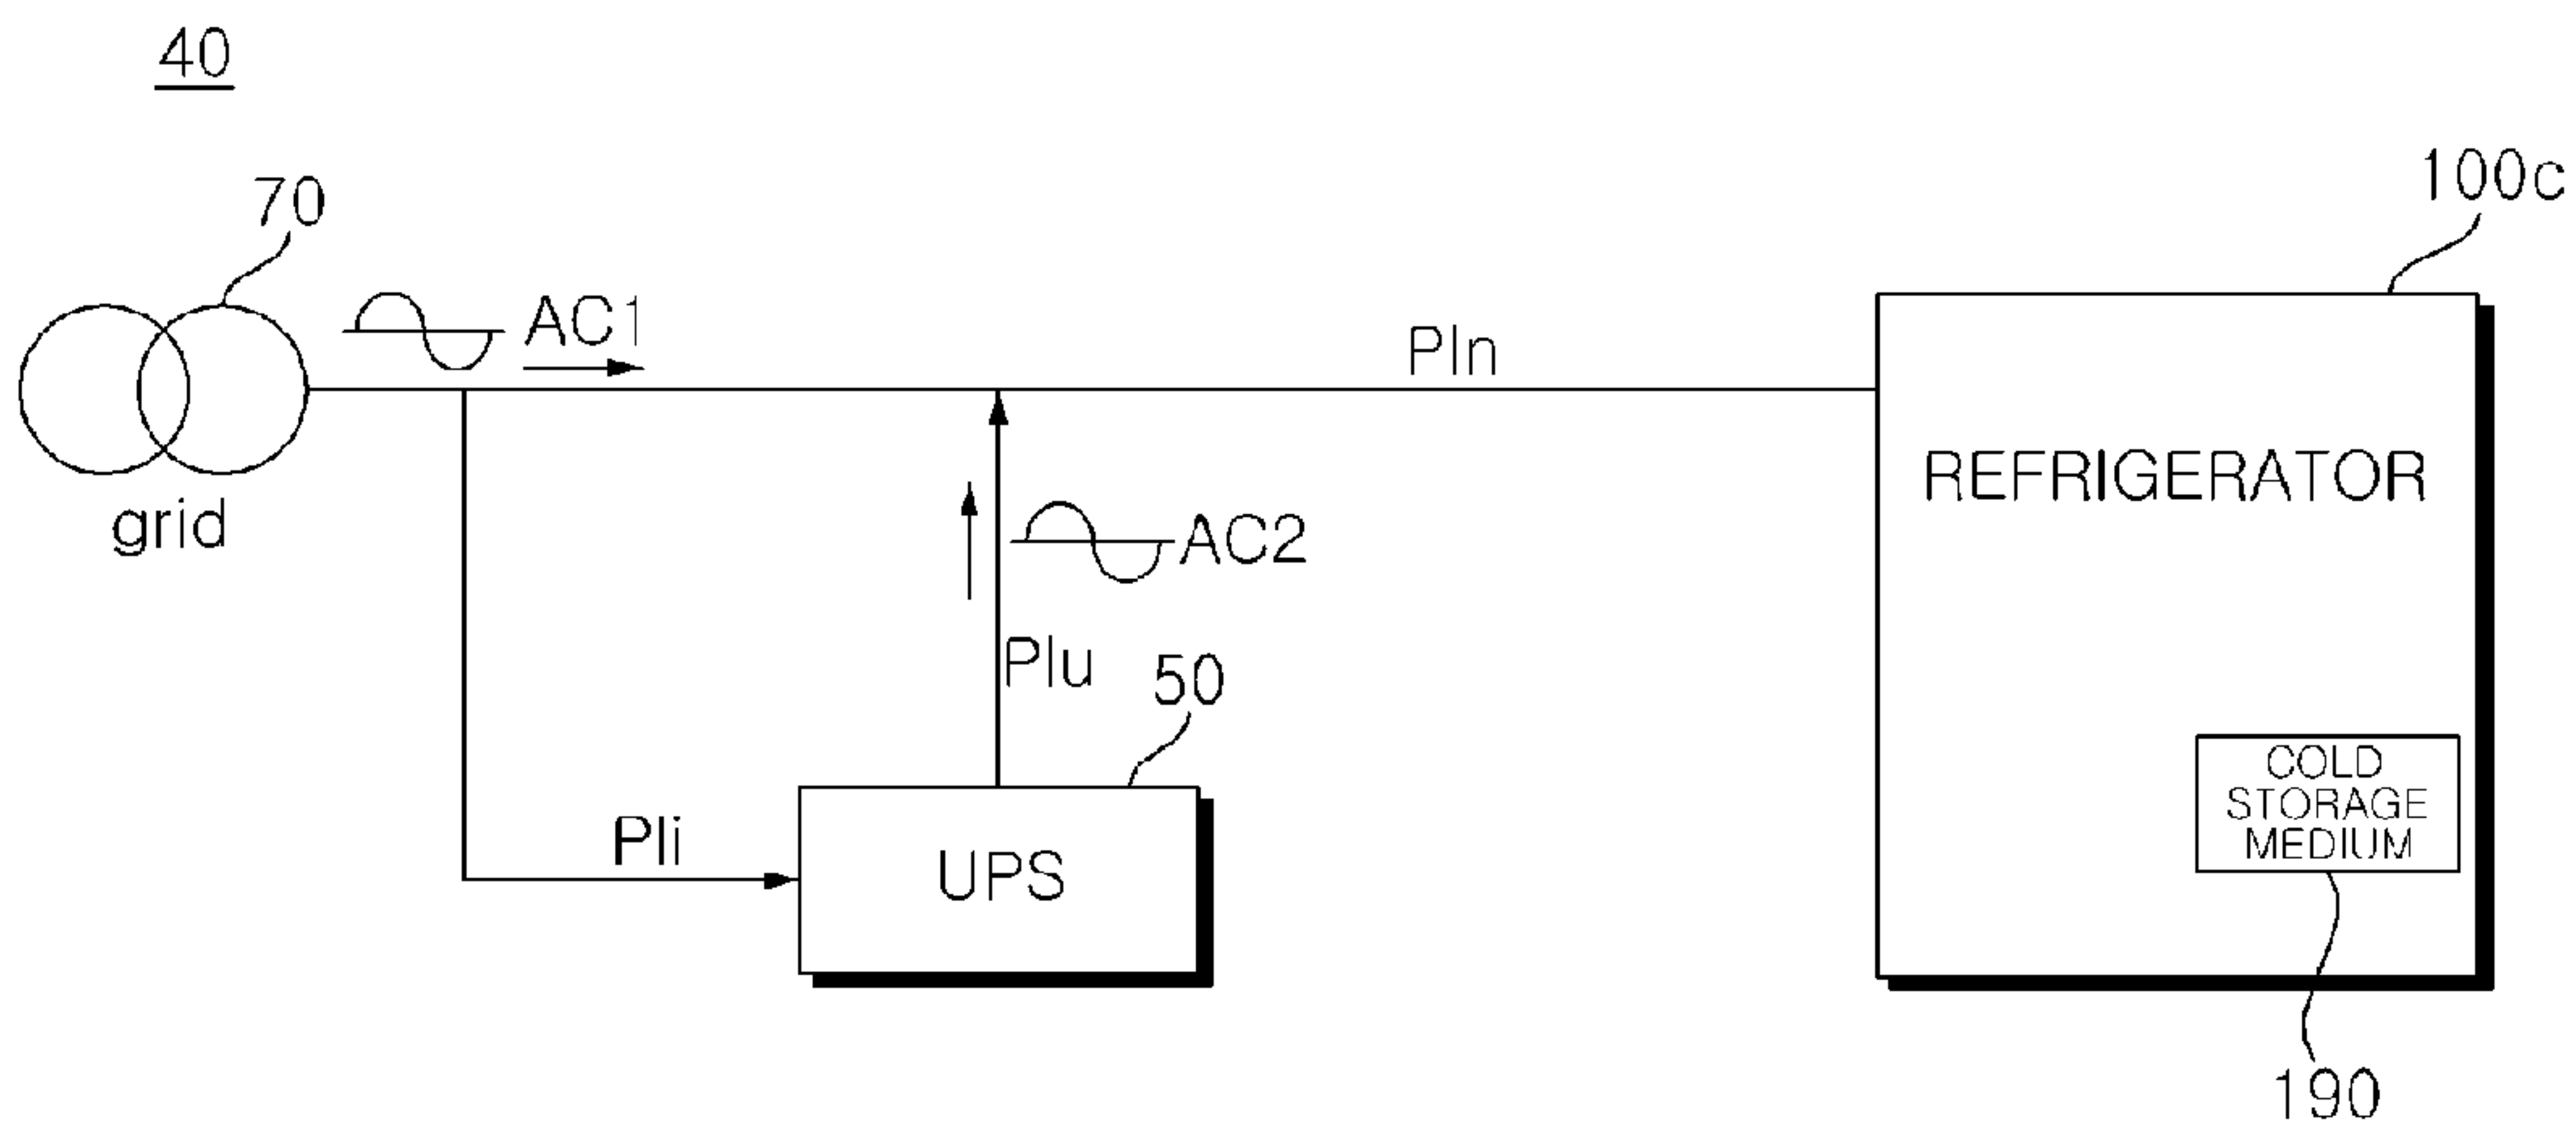 40
70
100c
AC1
Pln
grid
REFRIGERATOR
AC2
Plu
50
Pli
UPS
COLD
STORAGE
MEDIUM
190